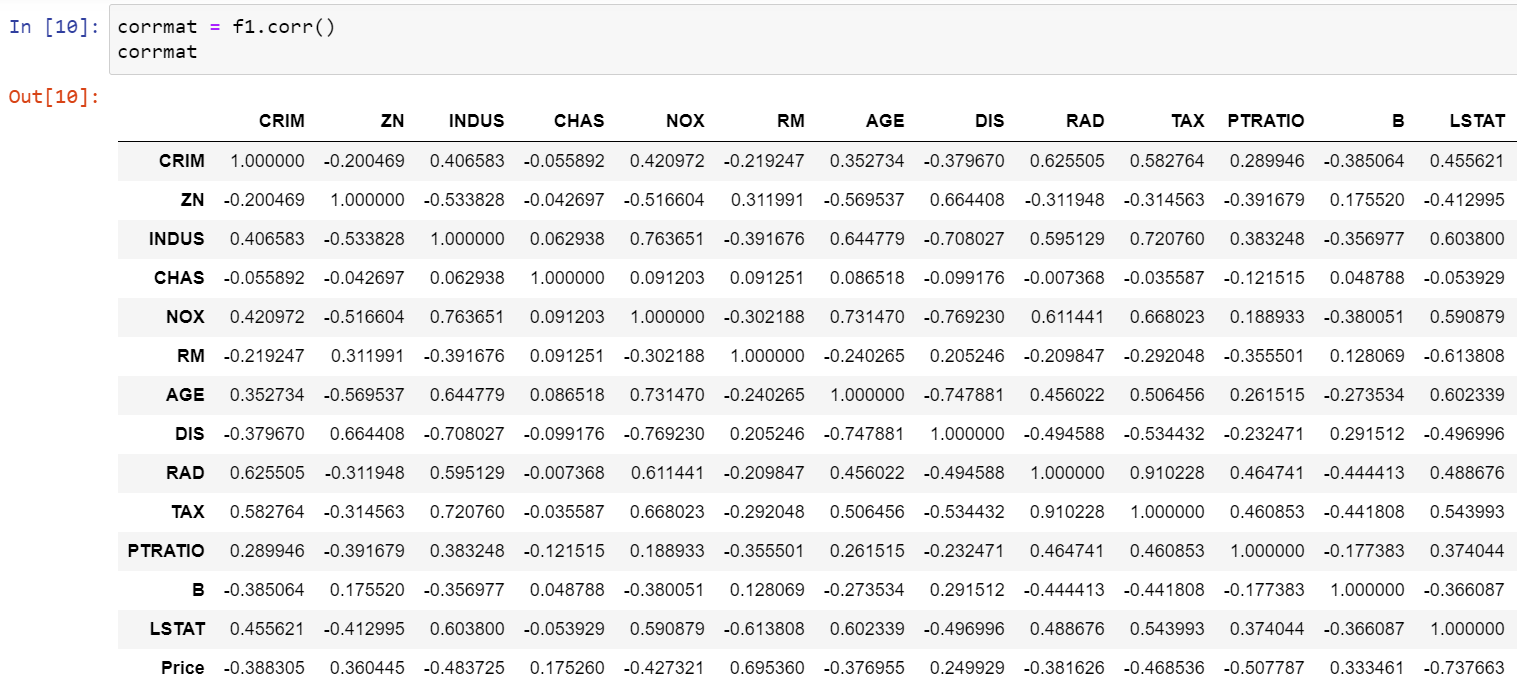 In [10]: corrmat = f1.corr()
corrmat
Out[10]:
CRIM ZN INDUS CHAS NOX RM AGE DIS RAD TAX PTRATIO B LSTAT
CRIM 1.000000 -0.200469 0.406583 -0.055892 0.420972 -0.219247 0.352734 -0.379670 0.625505 0.582764 0.289946 -0.385064 0.455621
ZN -0.200469 1.000000 -0.533828 -0.042697 -0.516604 0.311991 -0.569537 0.664408 -0.311948 -0.314563 -0.391679 0.175520 -0.412995
INDUS 0.406583 -0.533828 1.000000 0.062938 0.763651 -0.391676 0.644779 -0.708027 0.595129 0.720760 0.383248 -0.356977 0.603800
CHAS -0.055892 -0.042697 0.062938 1.000000 0.091203 0.091251 0.086518 -0.099176 -0.007368 -0.035587 -0.121515 0.048788 -0.053929
NOX 0.420972 -0.516604 0.763651 0.091203 1.000000 -0.302188 0.731470 -0.769230 0.611441 0.668023 0.188933 -0.380051 0.590879
RM -0.219247 0.311991 -0.391676 0.091251 -0.302188 1.000000 -0.240265 0.205246 -0.209847 -0.292048 -0.355501 0.128069 -0.613808
AGE 0.352734 -0.569537 0.644779 0.086518 0.731470 -0.240265 1.000000 -0.747881 0.456022 0.506456 0.261515 -0.273534 0.602339
DIS -0.379670 0.664408 -0.708027 -0.099176 -0.769230 0.205246 -0.747881 1.000000 -0.494588 -0.534432 -0.232471 0.291512 -0.496996
RAD 0.625505 -0.311948 0.595129 -0.007368 0.611441 -0.209847 0.456022 -0.494588 1.000000 0.910228 0.464741 -0.444413 0.488676
TAX 0.582764 -0.314563 0.720760 -0.035587 0.668023 -0.292048 0.506456 -0.534432 0.910228 1.000000 0.460853 -0.441808 0.543993
PTRATIO 0.289946 -0.391679 0.383248 -0.121515 0.188933 -0.355501 0.261515 -0.232471 0.464741 0.460853 1.000000 -0.177383 0.374044
B -0.385064 0.175520 -0.356977 0.048788 -0.380051 0.128069 -0.273534 0.291512 -0.444413 -0.441808 -0.177383 1.000000 -0.366087
LSTAT 0.455621 -0.412995 0.603800 -0.053929 0.590879 -0.613808 0.602339 -0.496996 0.488676 0.543993 0.374044 -0.366087 1.000000
Price -0.388305 0.360445 -0.483725 0.175260 -0.427321 0.695360 -0.376955 0.249929 -0.381626 -0.468536 -0.507787 0.333461 -0.737663